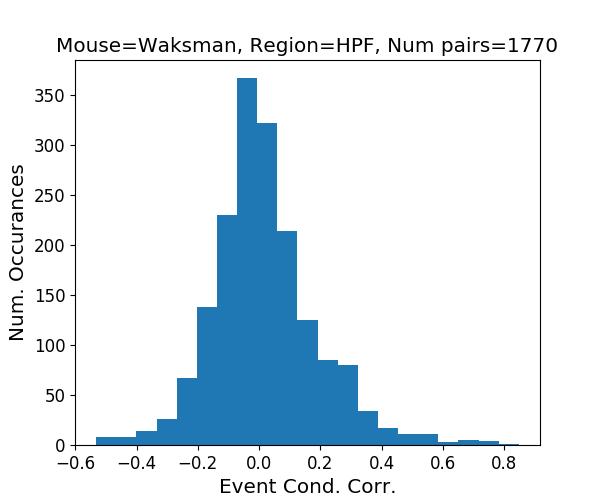 Mouse=Waksman, Region=HPF, Num pairs=1770
350
300
250
200
150
100
50
0
Num. Occurances
−0.6 −0.4 −0.2 0.0 0.2 0.4 0.6 0.8
Event Cond. Corr.